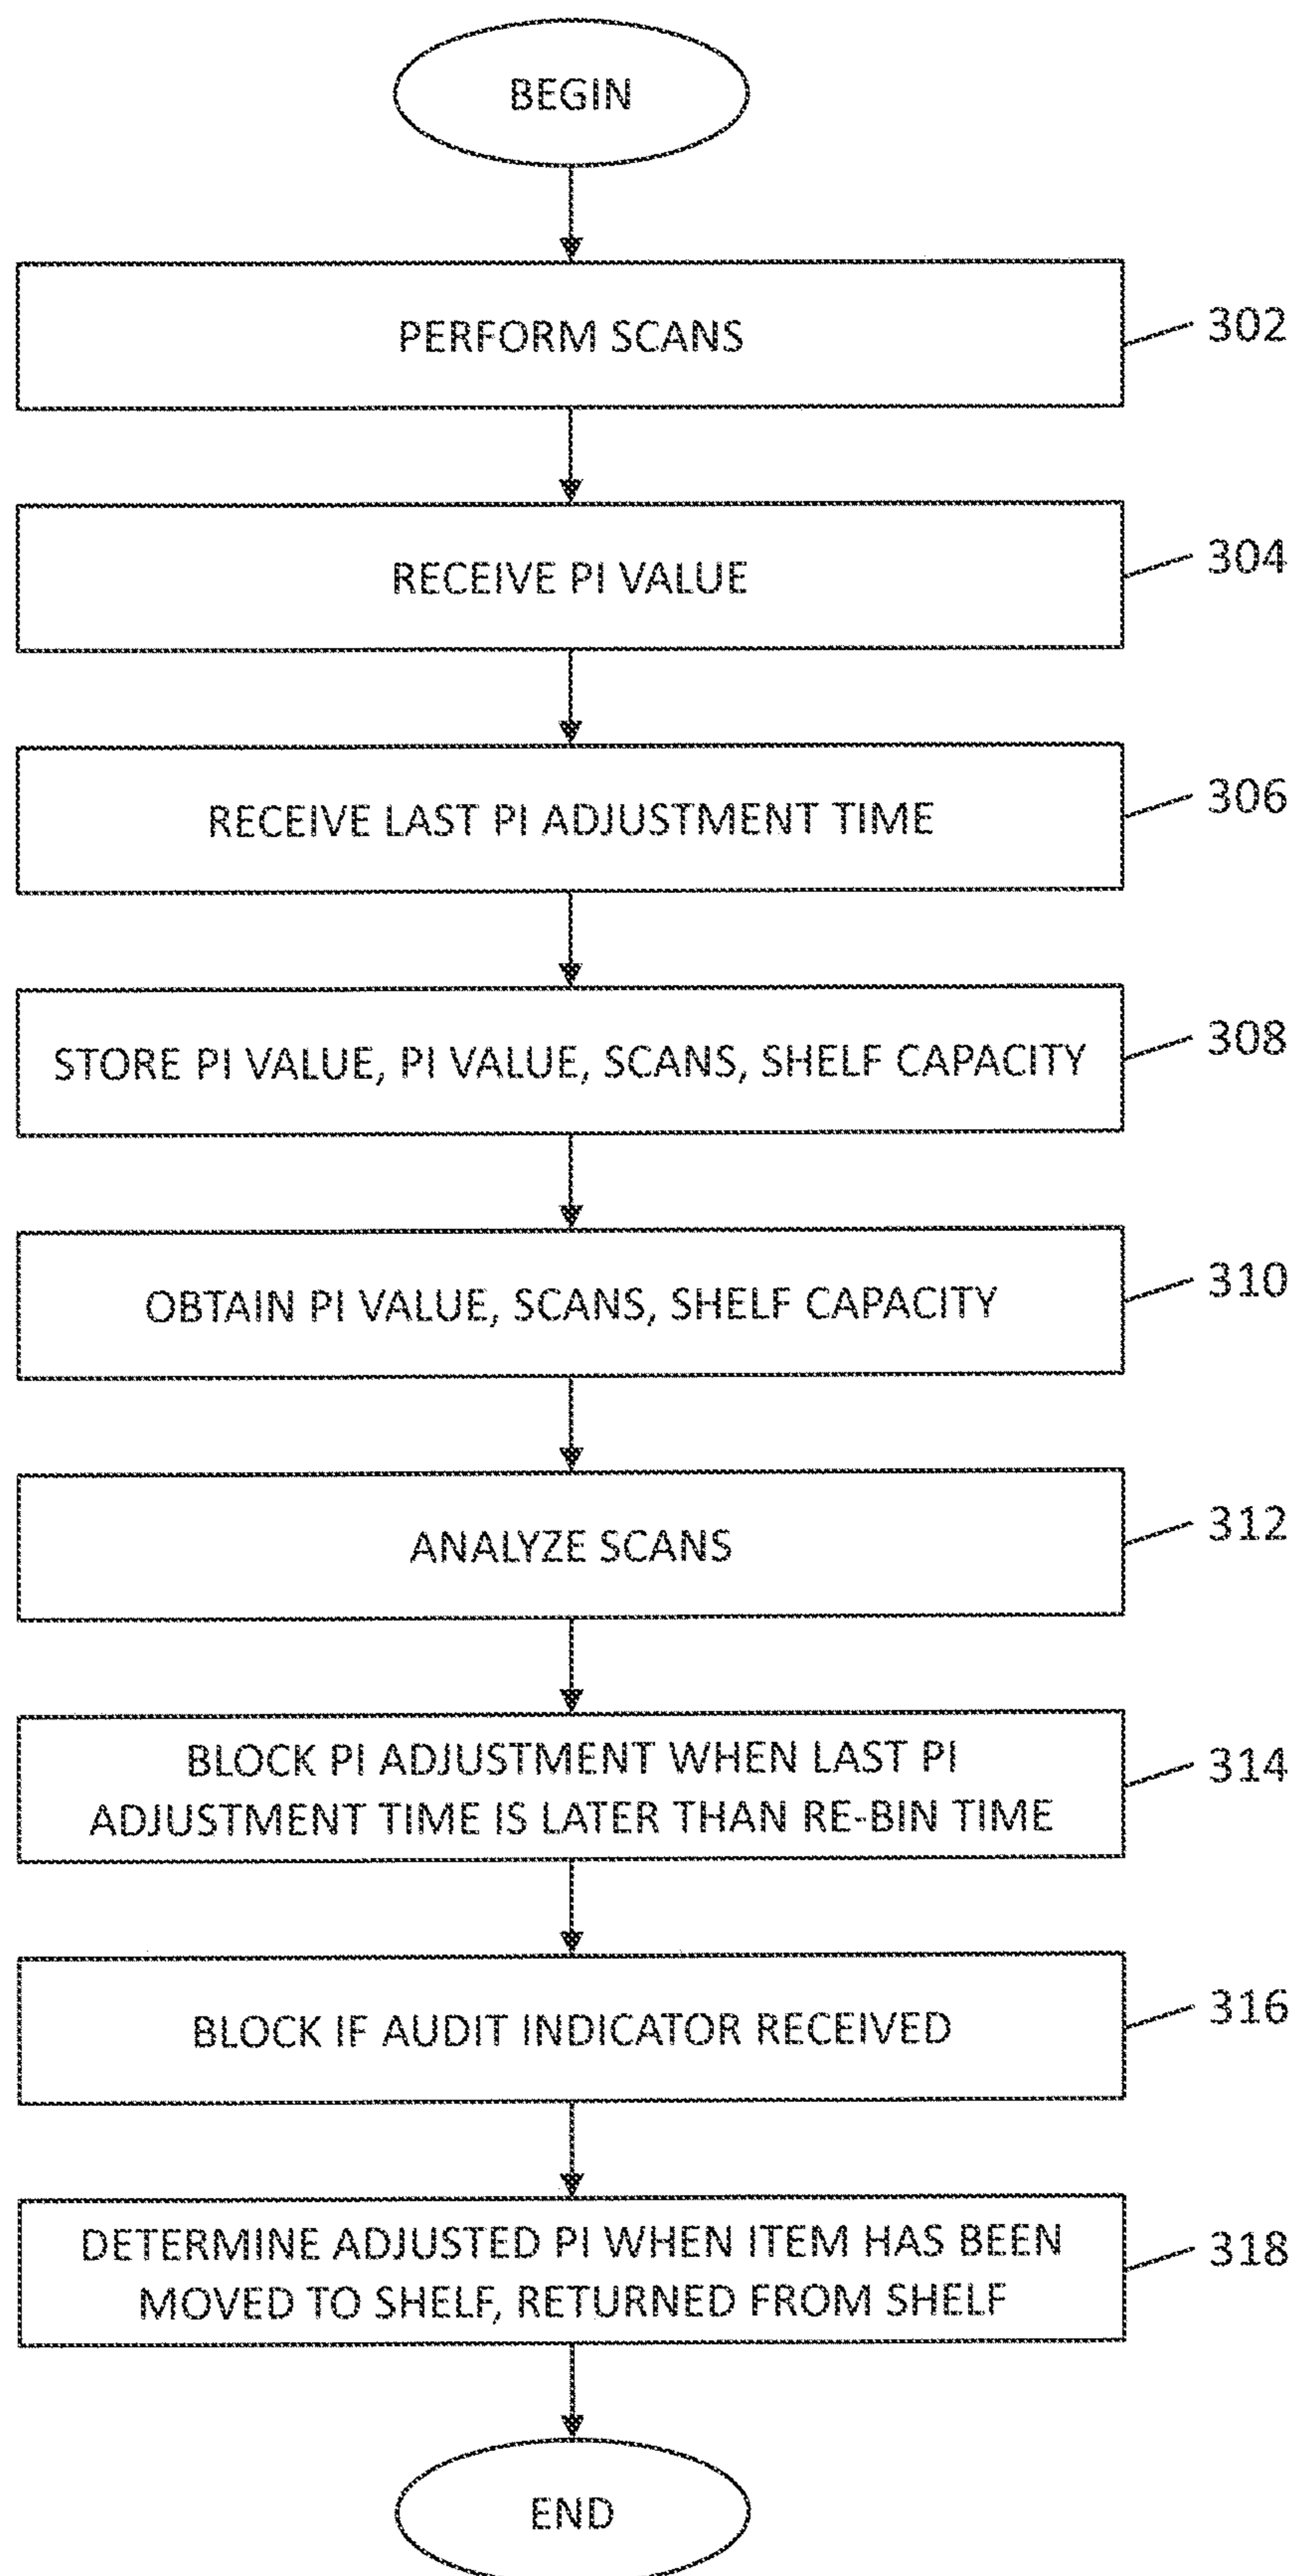 BEGIN
PERFORM SCANS
302
RECEIVE PI VALUE
304
RECEIVE LAST PI ADJUSTMENT TIME
306
STORE PI VALUE, PI VALUE, SCANS, SHELF CAPACITY
308
OBTAIN PI VALUE, SCANS, SHELF CAPACITY
310
ANALYZE SCANS
312
BLOCK PI ADJUSTMENT WHEN LAST PI
ADJUSTMENT TIME IS LATER THAN RE-BIN TIME
314
BLOCK IF AUDIT INDICATOR RECEIVED
316
DETERMINE ADJUSTED PI WHEN ITEM HAS BEEN
MOVED TO SHELF, RETURNED FROM SHELF
318
END